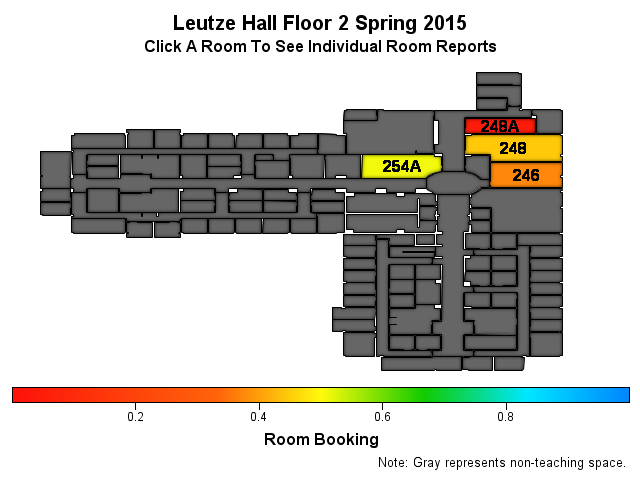 Leutze Hall Floor 2 Spring 2015
Click A Room To See Individual Room Reports
248A
248
254A
246
0.2 0.4 0.6 0.8
Room Booking
Note: Gray represents non-teaching space.